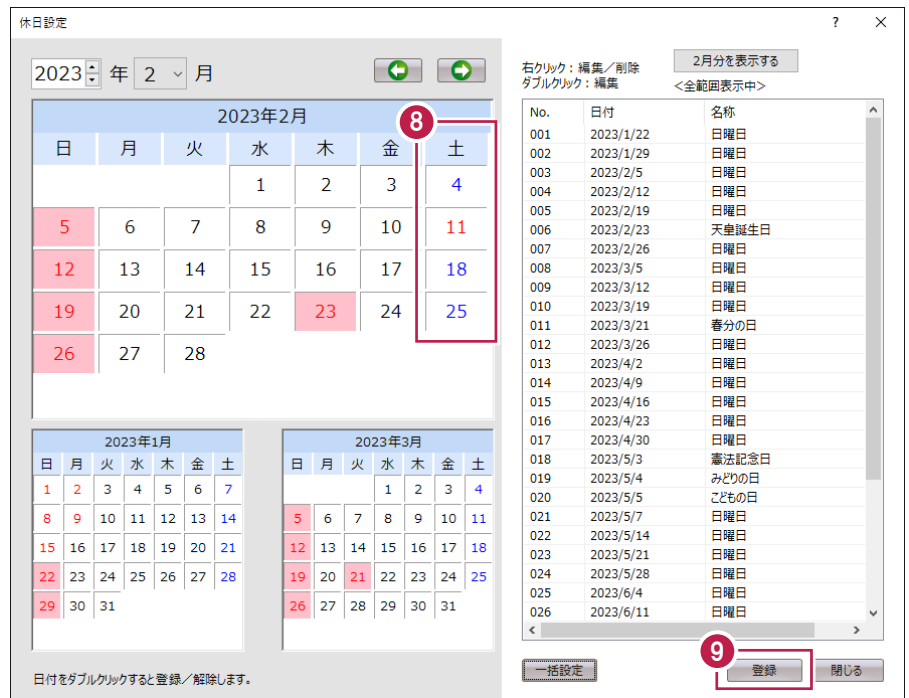 休日設定
? ×
2023 年 2 月
2023年2月
8
日 月 火 水 木 金 土
1 2 3 4
5 6 7 8 9 10 11
12 13 14 15 16 17 18
19 20 21 22 23 24 25
26 27 28
2023年1月
日 月 火 水 木 金 土
1 2 3 4 5 6 7
8 9 10 11 12 13 14
15 16 17 18 19 20 21
22 23 24 25 26 27 28
29 30 31
2023年3月
日 月 火 水 木 金 土
1 2 3 4
5 6 7 8 9 10 11
12 13 14 15 16 17 18
19 20 21 22 23 24 25
26 27 28 29 30 31
日付をダブルクリックすると登録/解除します。
右クリック:編集/削除
ダブルクリック:編集
2月分を表示する
<全範囲表示中>
No. 日付 名称
001 2023/1/22 日曜日
002 2023/1/29 日曜日
003 2023/2/5 日曜日
004 2023/2/12 日曜日
005 2023/2/19 日曜日
006 2023/2/23 天皇誕生日
007 2023/2/26 日曜日
008 2023/3/5 日曜日
009 2023/3/12 日曜日
010 2023/3/19 日曜日
011 2023/3/21 春分の日
012 2023/3/26 日曜日
013 2023/4/2 日曜日
014 2023/4/9 日曜日
015 2023/4/16 日曜日
016 2023/4/23 日曜日
017 2023/4/30 日曜日
018 2023/5/3 憲法記念日
019 2023/5/4 みどりの日
020 2023/5/5 こどもの日
021 2023/5/7 日曜日
022 2023/5/14 日曜日
023 2023/5/21 日曜日
024 2023/5/28 日曜日
025 2023/6/4 日曜日
026 2023/6/11 日曜日
9
一括設定 登録 閉じる